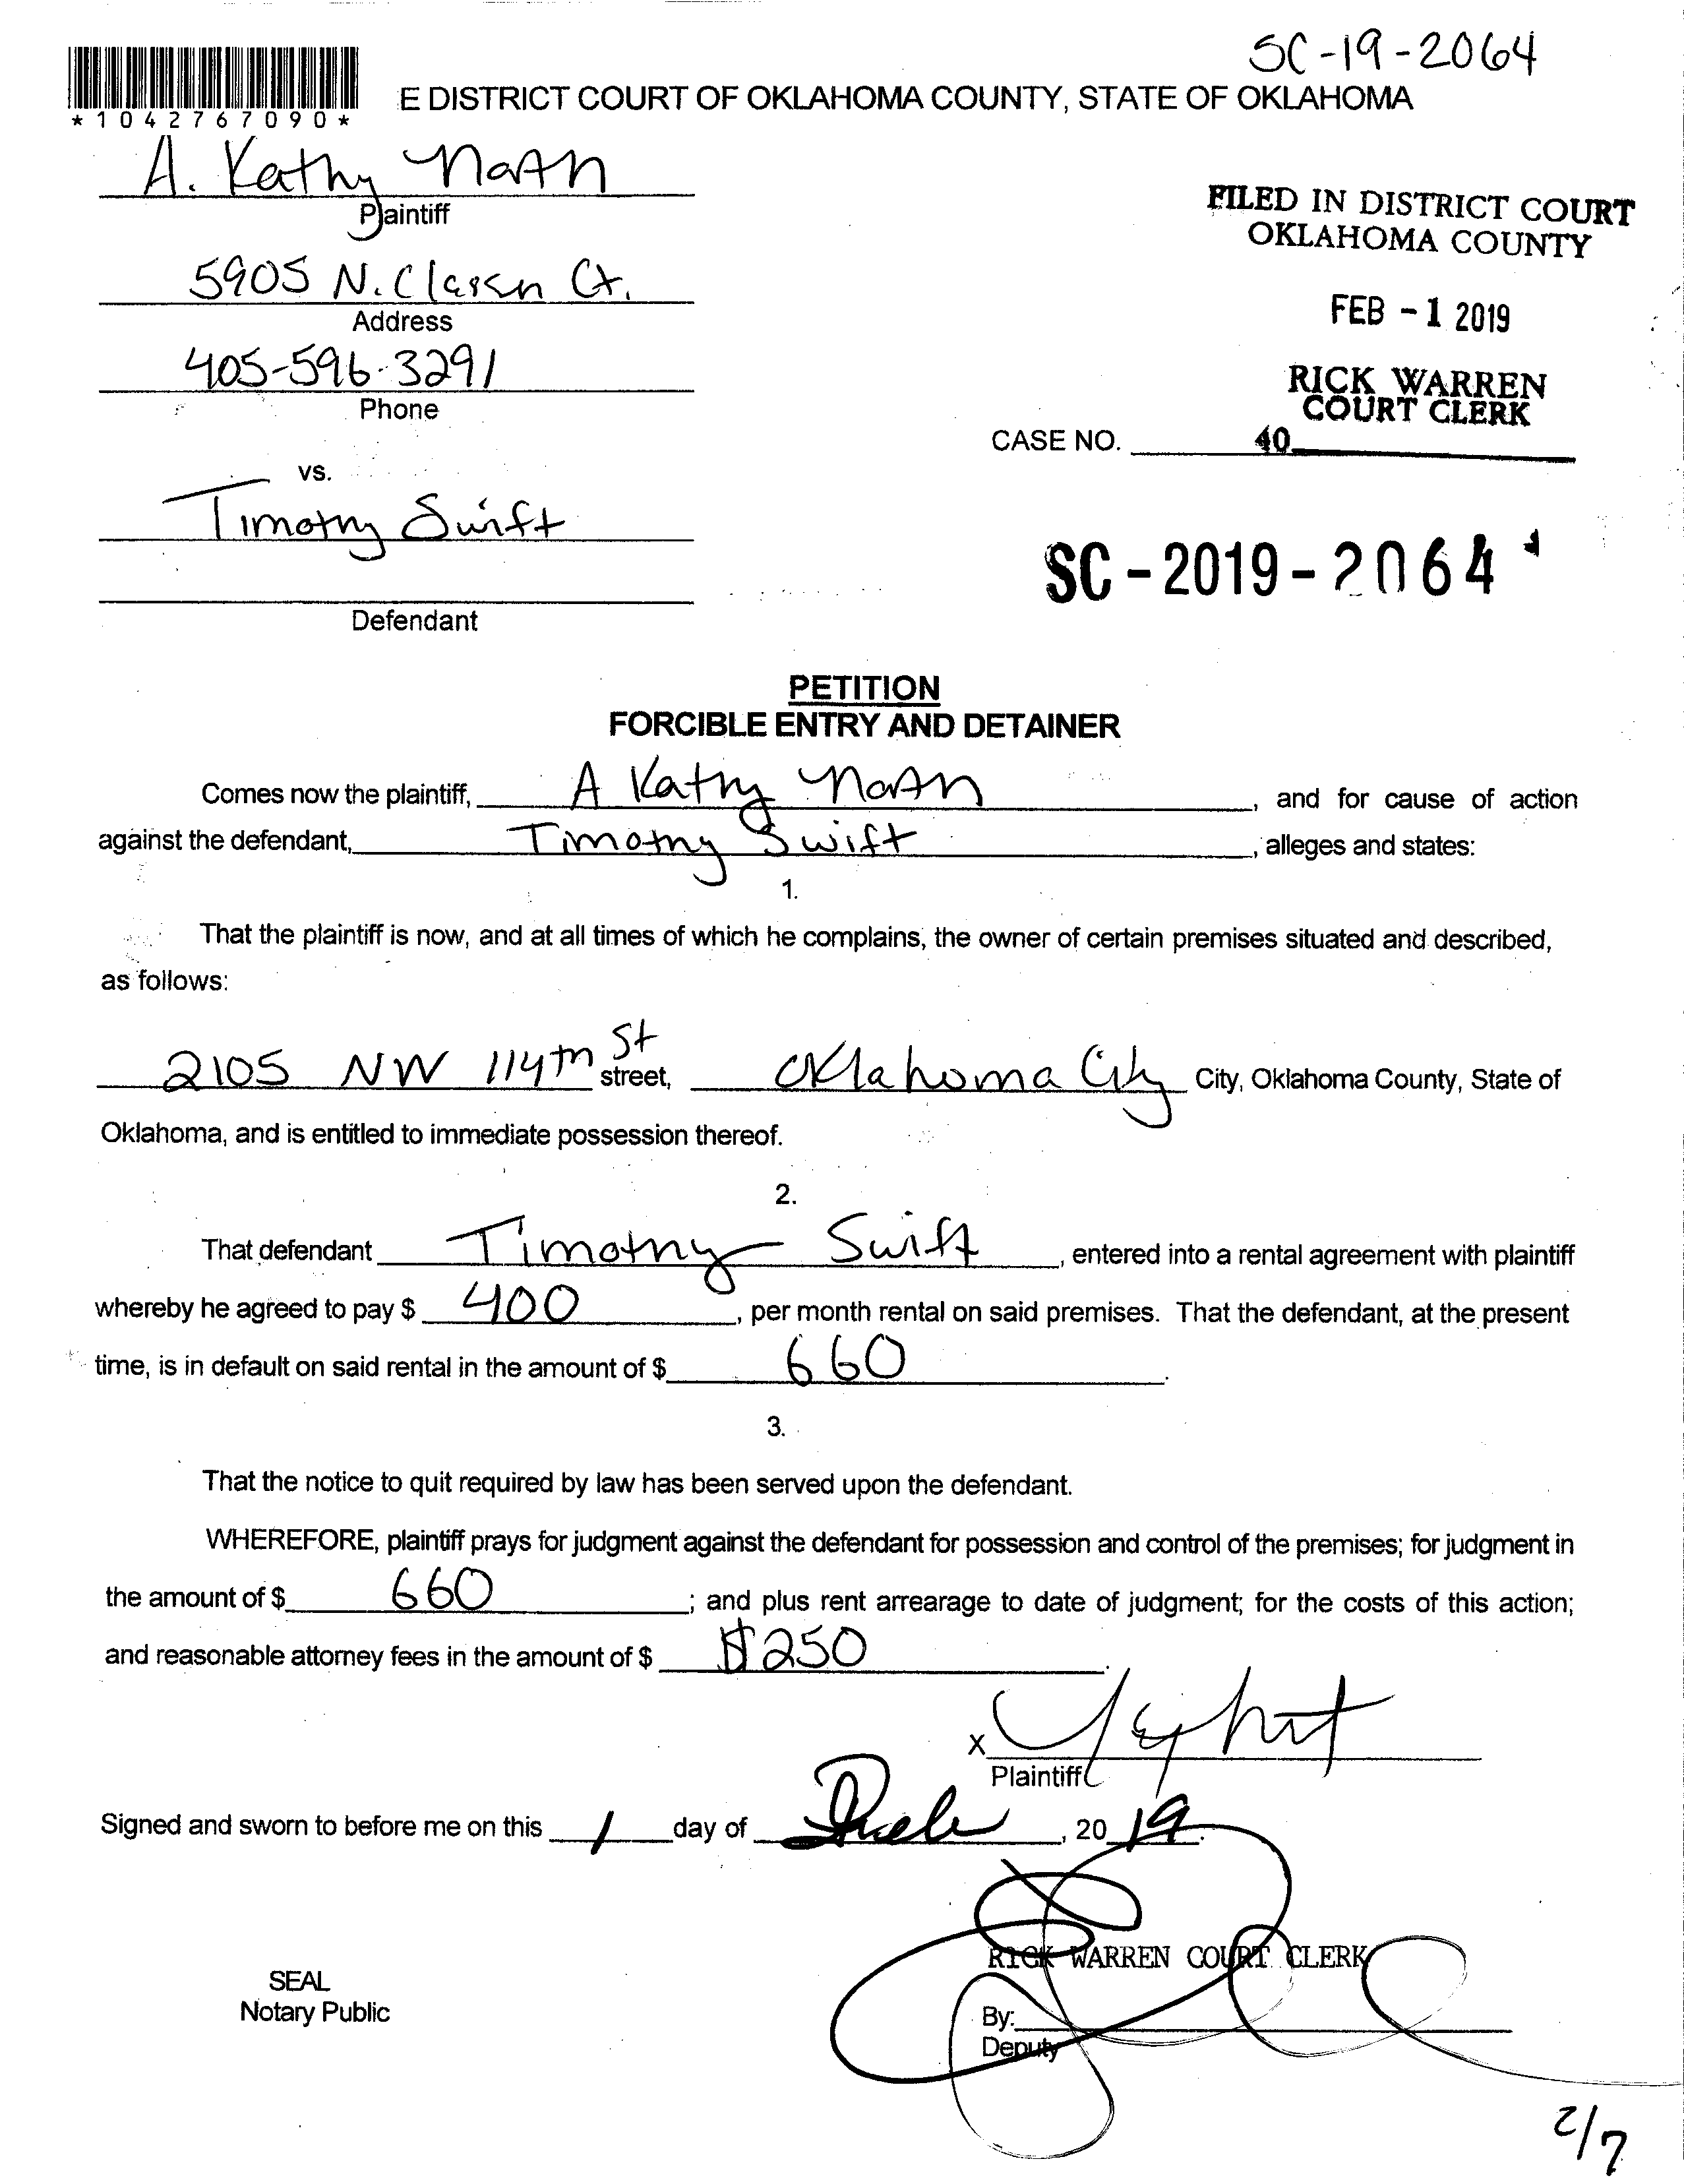 SC-19-2064
*1042767090*
E DISTRICT COURT OF OKLAHOMA COUNTY, STATE OF OKLAHOMA
A. Kathy North
Plaintiff
5905 N. Classen Ct.
Address
405-596-3291
Phone
vs.
Timothy Swift
Defendant
FILED IN DISTRICT COURT
OKLAHOMA COUNTY
FEB - 1 2019
RICK WARREN
COURT CLERK
CASE NO. 40
SC - 2019 - 2064
PETITION
FORCIBLE ENTRY AND DETAINER
Comes now the plaintiff, A Kathy North, and for cause of action
against the defendant, Timothy Swift, alleges and states:
1.
That the plaintiff is now, and at all times of which he complains, the owner of certain premises situated and described,
as follows:
2105 NW 114th St street, Oklahoma City City, Oklahoma County, State of
Oklahoma, and is entitled to immediate possession thereof.
2.
That defendant Timothy Swift, entered into a rental agreement with plaintiff
whereby he agreed to pay $ 400, per month rental on said premises. That the defendant, at the present
time, is in default on said rental in the amount of $ 660.
3.
That the notice to quit required by law has been served upon the defendant.
WHEREFORE, plaintiff prays for judgment against the defendant for possession and control of the premises; for judgment in
the amount of $ 660; and plus rent arrearage to date of judgment; for the costs of this action;
and reasonable attorney fees in the amount of $ $250.
X
Plaintiff
Signed and sworn to before me on this 1 day of , 20 19.
RICK WARREN COURT CLERK
SEAL
Notary Public
By:
Deputy
2/7